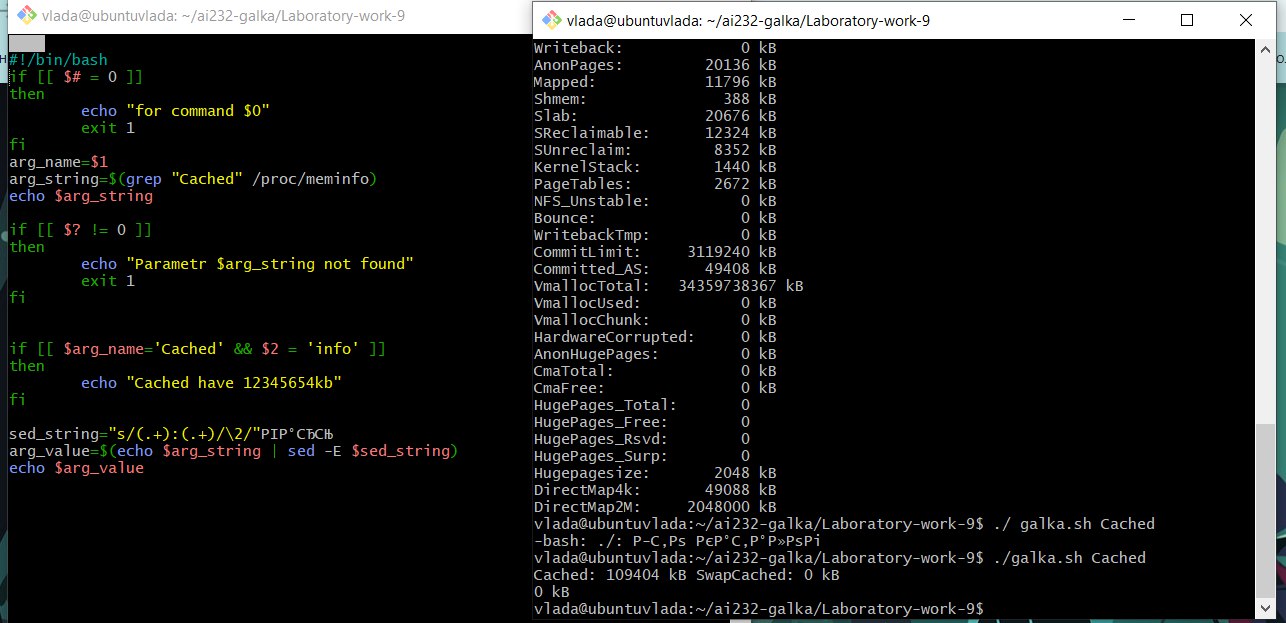 vlada@ubuntuvlada: ~/ai232-galka/Laboratory-work-9
#!/bin/bash
if [[ $# = 0 ]]
then
        echo "for command $0"
        exit 1
fi
arg_name=$1
arg_string=$(grep "Cached" /proc/meminfo)
echo $arg_string

if [[ $? != 0 ]]
then
        echo "Parametr $arg_string not found"
        exit 1
fi

if [[ $arg_name='Cached' && $2 = 'info' ]]
then
        echo "Cached have 12345654kb"
fi

sed_string="s/(.+):(.+)/\2/"РІР°СЂСЊ
arg_value=$(echo $arg_string | sed -E $sed_string)
echo $arg_value
vlada@ubuntuvlada: ~/ai232-galka/Laboratory-work-9
Writeback:             0 kB
AnonPages:         20136 kB
Mapped:            11796 kB
Shmem:               388 kB
Slab:              20676 kB
SReclaimable:      12324 kB
SUnreclaim:         8352 kB
KernelStack:        1440 kB
PageTables:         2672 kB
NFS_Unstable:          0 kB
Bounce:                0 kB
WritebackTmp:          0 kB
CommitLimit:     3119240 kB
Committed_AS:      49408 kB
VmallocTotal:   34359738367 kB
VmallocUsed:           0 kB
VmallocChunk:          0 kB
HardwareCorrupted:     0 kB
AnonHugePages:         0 kB
CmaTotal:              0 kB
CmaFree:               0 kB
HugePages_Total:       0
HugePages_Free:        0
HugePages_Rsvd:        0
HugePages_Surp:        0
Hugepagesize:       2048 kB
DirectMap4k:       49088 kB
DirectMap2M:     2048000 kB
vlada@ubuntuvlada:~/ai232-galka/Laboratory-work-9$ ./ galka.sh Cached
-bash: ./: Р-С‚Рѕ РєР°С‚Р°Р»РѕРі
vlada@ubuntuvlada:~/ai232-galka/Laboratory-work-9$ ./galka.sh Cached
Cached: 109404 kB SwapCached: 0 kB
0 kB
vlada@ubuntuvlada:~/ai232-galka/Laboratory-work-9$